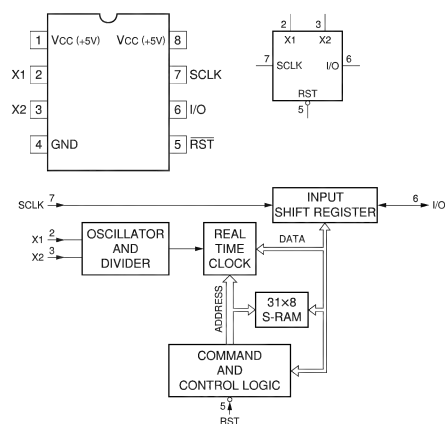 1 VCC (+5V) VCC (+5V) 8
X1 2 7 SCLK
X2 3 6 I/O
4 GND 5 RST
2 3
X1 X2
7 SCLK I/O 6
RST
5
SCLK 7 INPUT SHIFT REGISTER 6 I/O
X1 2
X2 3
OSCILLATOR
AND
DIVIDER
REAL
TIME
CLOCK
DATA
ADDRESS
31×8
S-RAM
COMMAND
AND
CONTROL LOGIC
5
RST